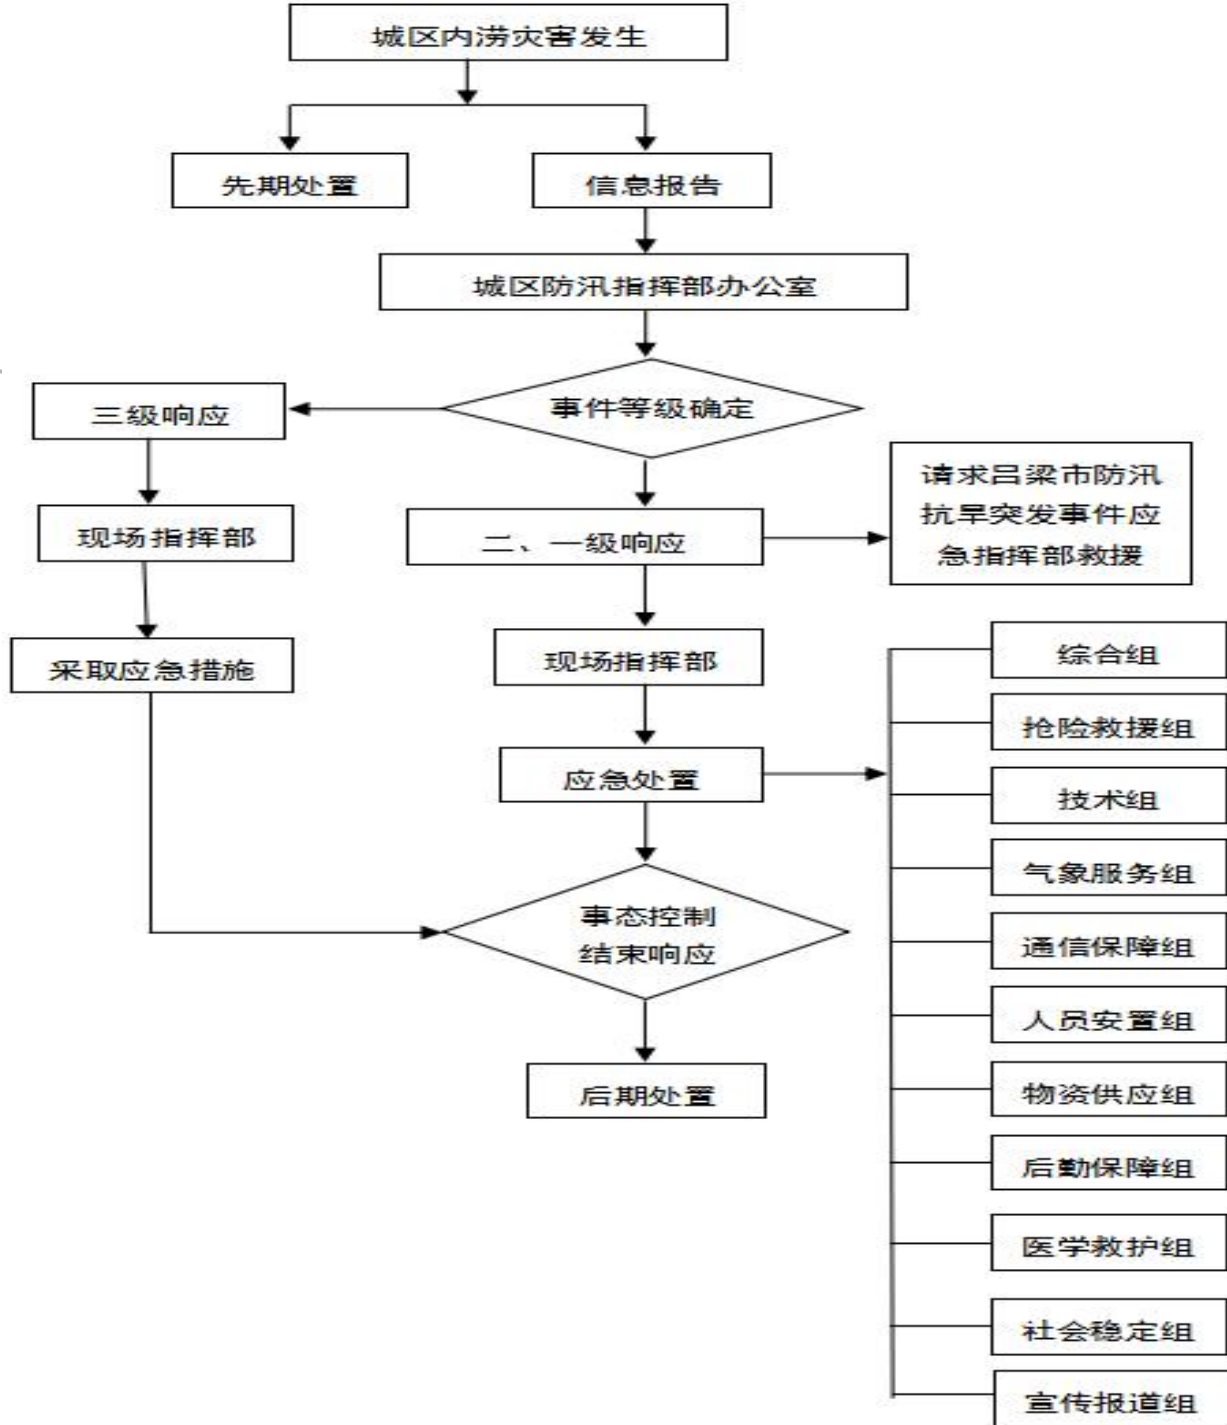 城区内涝灾害发生
先期处置
信息报告
城区防汛指挥部办公室
事件等级确定
三级响应
请求吕梁市防汛
抗旱突发事件应
急指挥部救援
现场指挥部
二、一级响应
采取应急措施
现场指挥部
综合组
抢险救援组
应急处置
技术组
气象服务组
事态控制
结束响应
通信保障组
人员安置组
后期处置
物资供应组
后勤保障组
医学救护组
社会稳定组
宣传报道组